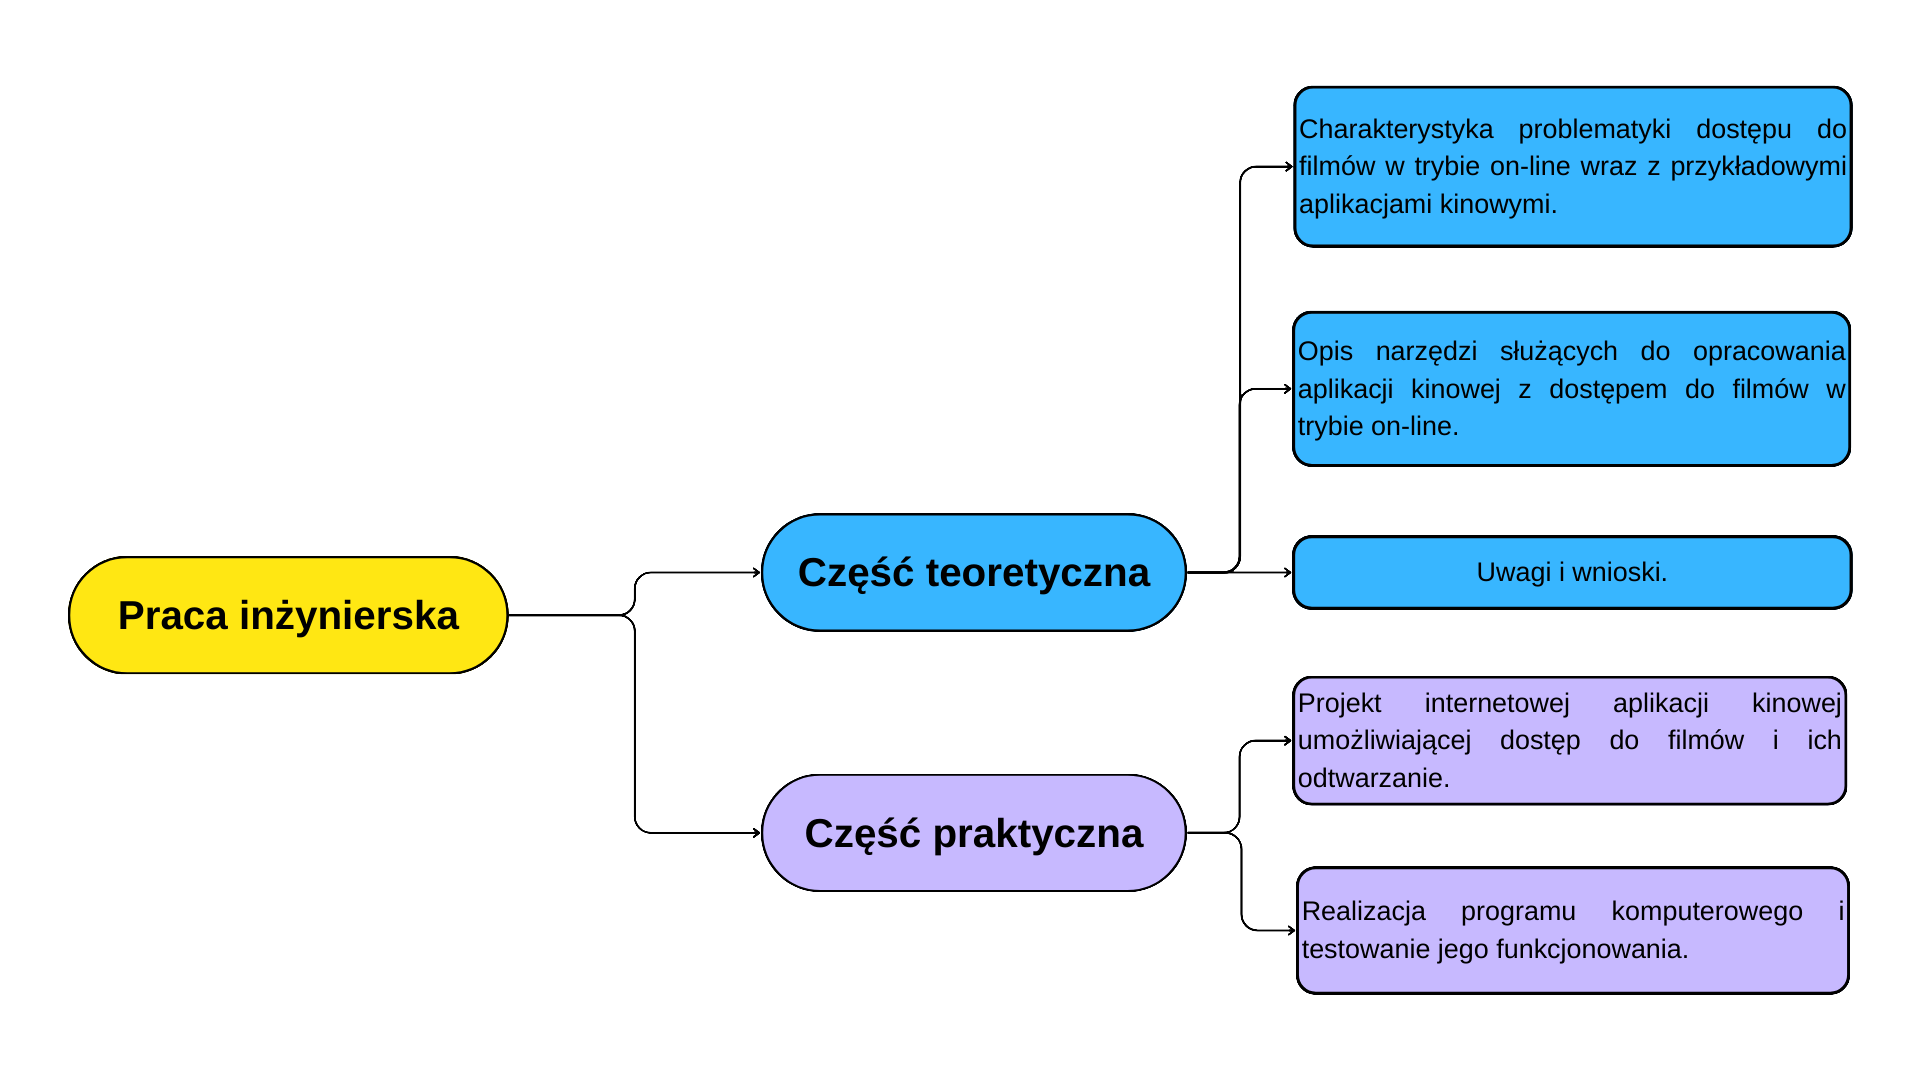 Praca inżynierska
Część teoretyczna
Charakterystyka problematyki dostępu do
filmów w trybie on-line wraz z przykładowymi
aplikacjami kinowymi.
Opis narzędzi służących do opracowania
aplikacji kinowej z dostępem do filmów w
trybie on-line.
Uwagi i wnioski.
Część praktyczna
Projekt internetowej aplikacji kinowej
umożliwiającej dostęp do filmów i ich
odtwarzanie.
Realizacja programu komputerowego i
testowanie jego funkcjonowania.